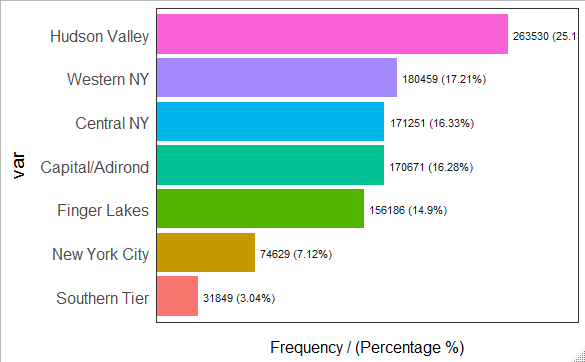 Hudson Valley 263530 (25.1
Western NY 180459 (17.21%)
Central NY 171251 (16.33%)
Capital/Adirond 170671 (16.28%)
Finger Lakes 156186 (14.9%)
New York City 74629 (7.12%)
Southern Tier 31849 (3.04%)
var
Frequency / (Percentage %)